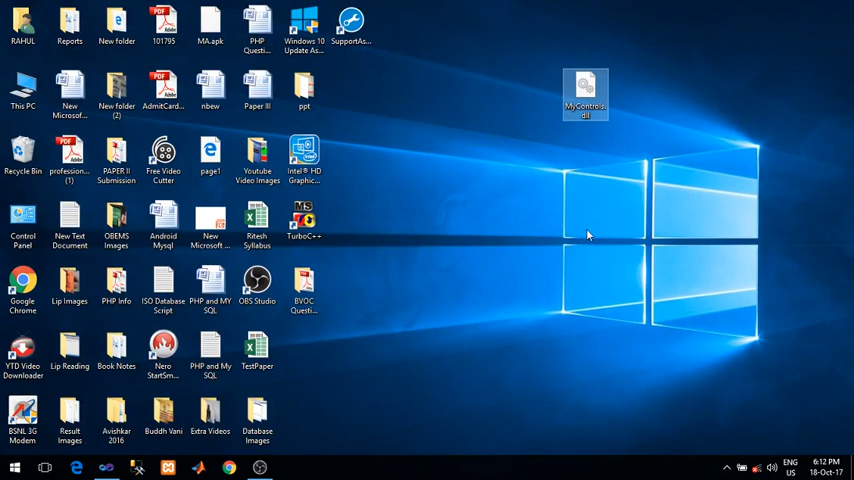 RAHUL
Reports
New folder
101795
MA.apk
PHP
Questi...
Windows 10
Update As...
SupportAs...
This PC
New
Microsof...
New folder
(2)
AdmitCard...
nbew
Paper III
ppt
MyControls.
dll
Recycle Bin
profession...
(1)
PAPER II
Submission
Free Video
Cutter
page1
Youtube
Video Images
Intel® HD
Graphic...
Control
Panel
New Text
Document
OBEMS
Images
Android
Mysql
New
Microsoft ...
Ritesh
Syllabus
MS
TurboC++
Google
Chrome
Lip Images
PHP Info
ISO Database
Script
PHP and MY
SQL
OBS Studio
BVOC
Questi...
YTD Video
Downloader
Lip Reading
Book Notes
Nero
StartSm...
PHP and My
SQL
TestPaper
BSNL 3G
Modem
Result
Images
Avishkar
2016
Buddh Vani
Extra Videos
Database
Images
ENG
US
6:12 PM
18-Oct-17